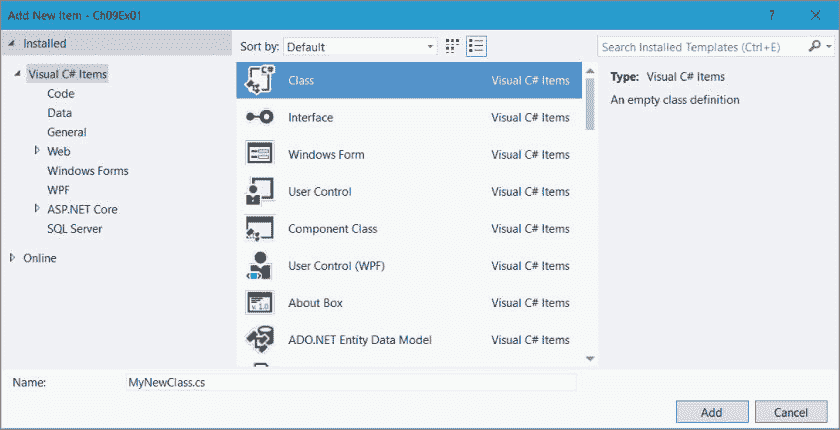 Add New Item - Ch09Ex01
?
Installed
Sort by: Default
Search Installed Templates (Ctrl+E)
Visual C# Items
Code
Data
General
Web
Windows Forms
WPF
ASP.NET Core
SQL Server
Online
C#
Class Visual C# Items
Interface Visual C# Items
Windows Form Visual C# Items
User Control Visual C# Items
Component Class Visual C# Items
User Control (WPF) Visual C# Items
v. 1.0
About Box Visual C# Items
ADO.NET Entity Data Model Visual C# Items
Type: Visual C# Items
An empty class definition
Name: MyNewClass.cs
Add Cancel